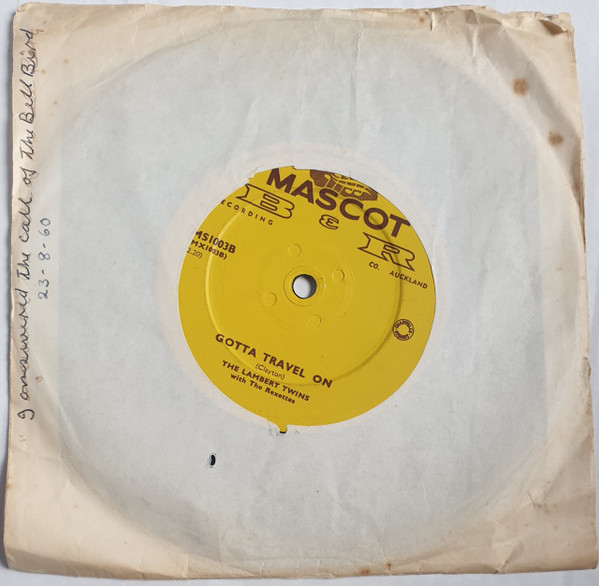 I answered the call of the Bell Bird
23-8-60
MASCOT
B & R
RECORDING
CO. AUCKLAND
MS1003B
(MX1003B)
2.20)
GOTTA TRAVEL ON
(Clayton)
THE LAMBERT TWINS
with The Rexettes